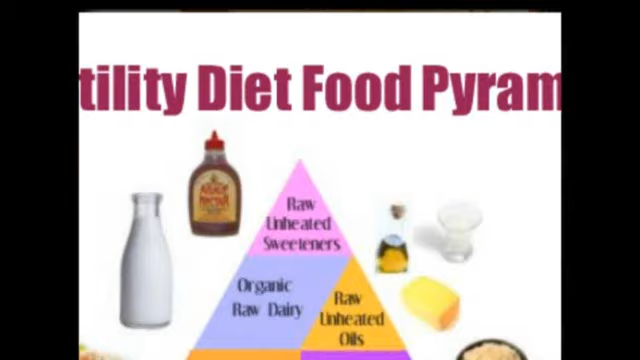 tility Diet Food Pyram
Raw
Unheated
Sweeteners
Organic
Raw Dairy
Raw
Unheated
Oils